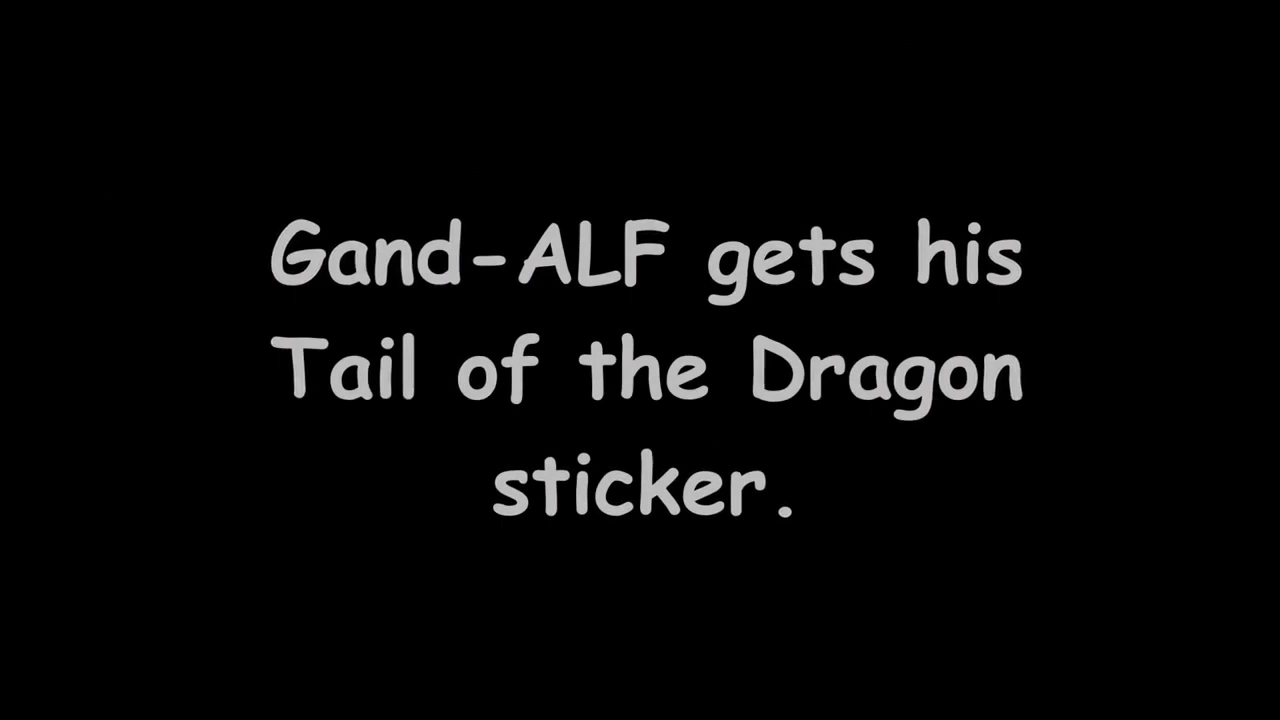 Gand-ALF gets his
Tail of the Dragon
sticker.